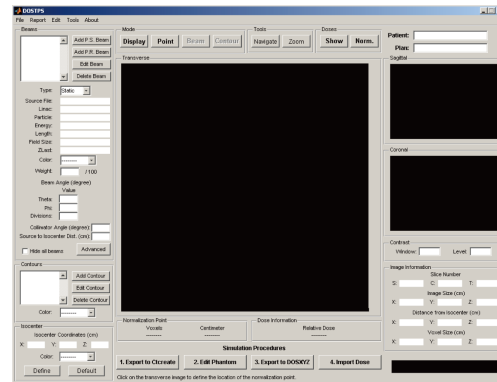 DOSTPS
File Report Edit Tools About
Beams
Add P.S. Beam
Add P.R. Beam
Edit Beam
Delete Beam
Type: Static
Source File:
Linac:
Particle:
Energy:
Length:
Field Size:
ZLast:
Color: --------
Weight: / 100
Beam Angle (degree)
Value
Theta:
Phi:
Divisions:
Collimator Angle (degree):
Source to Isocenter Dist. (cm):
Hide all beams Advanced
Contours
Add Contour
Edit Contour
Delete Contour
Color: --------
Isocenter
Isocenter Coordinates (cm)
X: Y: Z:
Color: --------
Define Default
Mode
Display Point Beam Contour
Tools
Navigate Zoom
Doses
Show Norm.
Transverse
Normalization Point
Voxels Centimeter
-------- --------
Dose Information
Relative Dose
--------
Simulation Procedures
1. Export to Ctcreate 2. Edit Phantom 3. Export to DOSXYZ 4. Import Dose
Click on the transverse image to define the location of the normalization point.
Patient:
Plan:
Sagittal
Coronal
Contrast
Window: Level:
Image Information
Slice Number
S: C: T:
Image Size (cm)
X: Y: Z:
Distance from isocenter (cm)
X: Y: Z:
Voxel Size (cm)
X: Y: Z: